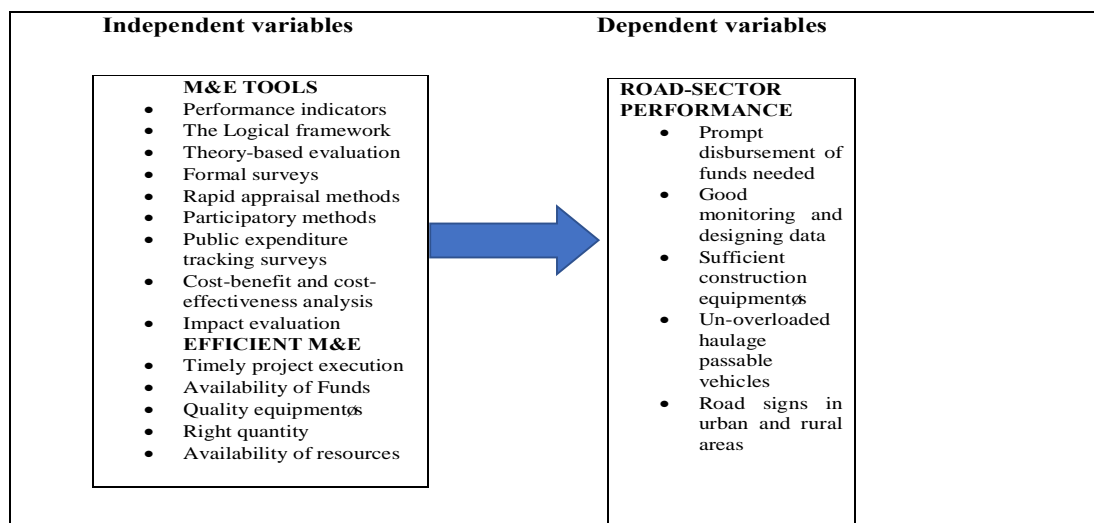 Independent variables
Dependent variables
M&E TOOLS
• Performance indicators
• The Logical framework
• Theory-based evaluation
• Formal surveys
• Rapid appraisal methods
• Participatory methods
• Public expenditure
tracking surveys
• Cost-benefit and cost-
effectiveness analysis
• Impact evaluation
EFFICIENT M&E
• Timely project execution
• Availability of Funds
• Quality equipmentøs
• Right quantity
• Availability of resources
ROAD-SECTOR
PERFORMANCE
• Prompt
disbursement of
funds needed
• Good
monitoring and
designing data
• Sufficient
construction
equipmentøs
• Un-overloaded
haulage
passable
vehicles
• Road signs in
urban and rural
areas